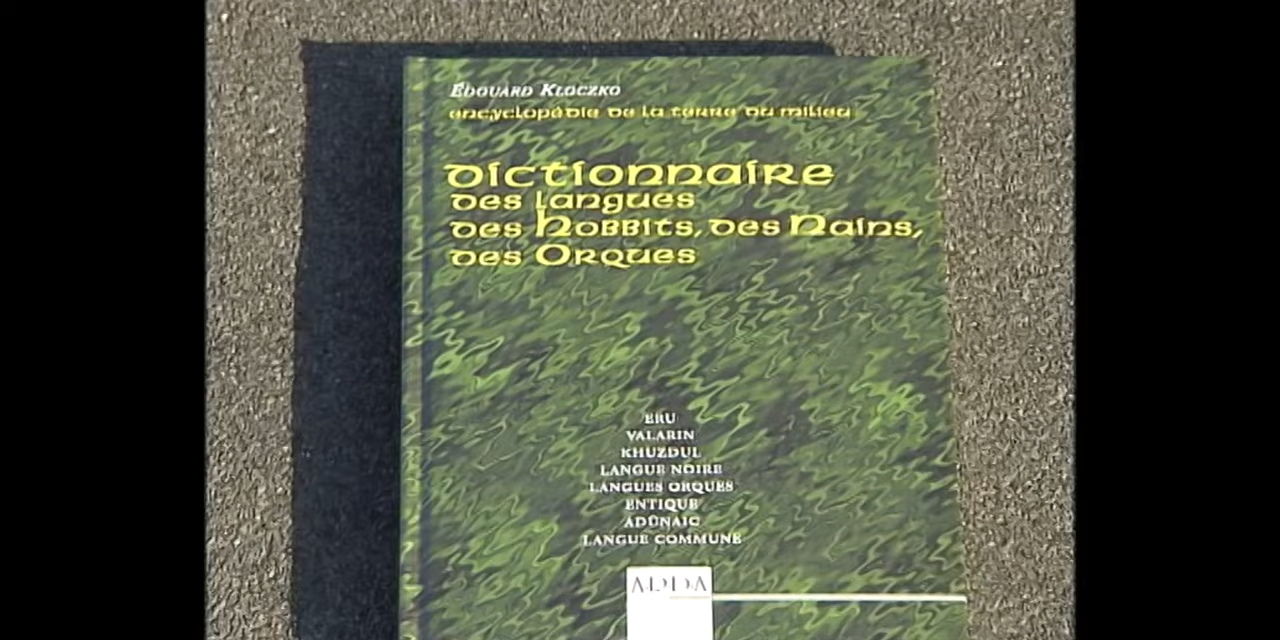 Édouard Kloczko
encyclopédie de la terre du milieu
dictionnaire
des langues
des Hobbits, des Nains,
des Orques
ERU
VALARIN
KHUZDUL
LANGUE NOIRE
LANGUES ORQUES
ENTIQUE
ADÛNAIC
LANGUE COMMUNE
ADDA